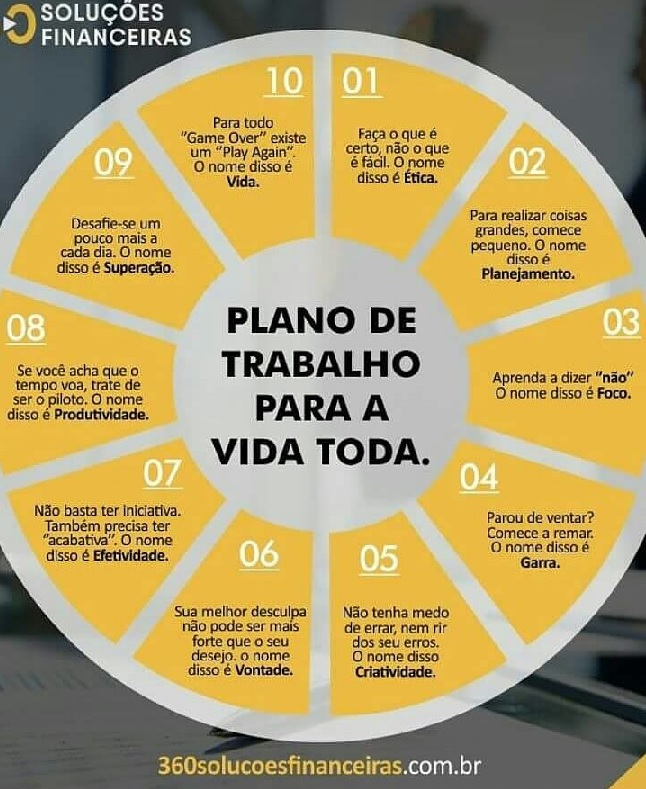 SOLUÇÕES
FINANCEIRAS
PLANO DE
TRABALHO
PARA A
VIDA TODA.
01
Faça o que é
certo, não o que
é fácil. O nome
disso é Ética.
02
Para realizar coisas
grandes, comece
pequeno. O nome
disso é
Planejamento.
03
Aprenda a dizer "não"
O nome disso é Foco.
04
Parou de ventar?
Comece a remar.
O nome disso é
Garra.
05
Não tenha medo
de errar, nem rir
dos seu erros.
O nome disso
Criatividade.
06
Sua melhor desculpa
não pode ser mais
forte que o seu
desejo. o nome
disso é Vontade.
07
Não basta ter iniciativa.
Também precisa ter
"acabativa". O nome
disso é Efetividade.
08
Se você acha que o
tempo voa, trate de
ser o piloto. O nome
disso é Produtividade.
09
Desafie-se um
pouco mais a
cada dia. O nome
disso é Superação.
10
Para todo
"Game Over" existe
um "Play Again".
O nome disso é
Vida.
360solucoesfinanceiras.com.br